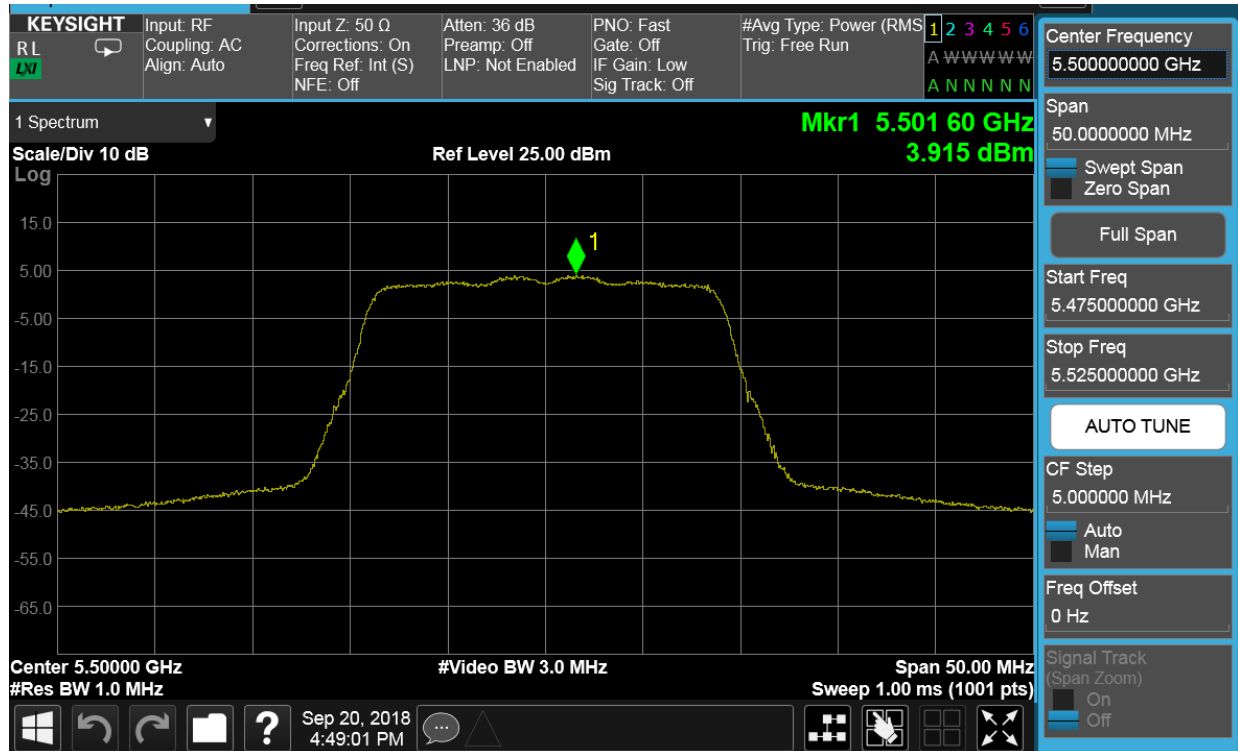 KEYSIGHT
R L
LXI
Input: RF
Coupling: AC
Align: Auto
Input Z: 50 Ω
Corrections: On
Freq Ref: Int (S)
NFE: Off
Atten: 36 dB
Preamp: Off
LNP: Not Enabled
PNO: Fast
Gate: Off
IF Gain: Low
Sig Track: Off
#Avg Type: Power (RMS
Trig: Free Run
1 2 3 4 5 6
A W W W W W
A N N N N N
1 Spectrum
Scale/Div 10 dB
Log
Ref Level 25.00 dBm
Mkr1 5.501 60 GHz
3.915 dBm
15.0
5.00
-5.00
-15.0
-25.0
-35.0
-45.0
-55.0
-65.0
1
Center 5.50000 GHz
#Res BW 1.0 MHz
#Video BW 3.0 MHz
Span 50.00 MHz
Sweep 1.00 ms (1001 pts)
?
Sep 20, 2018
4:49:01 PM
Center Frequency
5.500000000 GHz
Span
50.0000000 MHz
Swept Span
Zero Span
Full Span
Start Freq
5.475000000 GHz
Stop Freq
5.525000000 GHz
AUTO TUNE
CF Step
5.000000 MHz
Auto
Man
Freq Offset
0 Hz
Signal Track
(Span Zoom)
On
Off